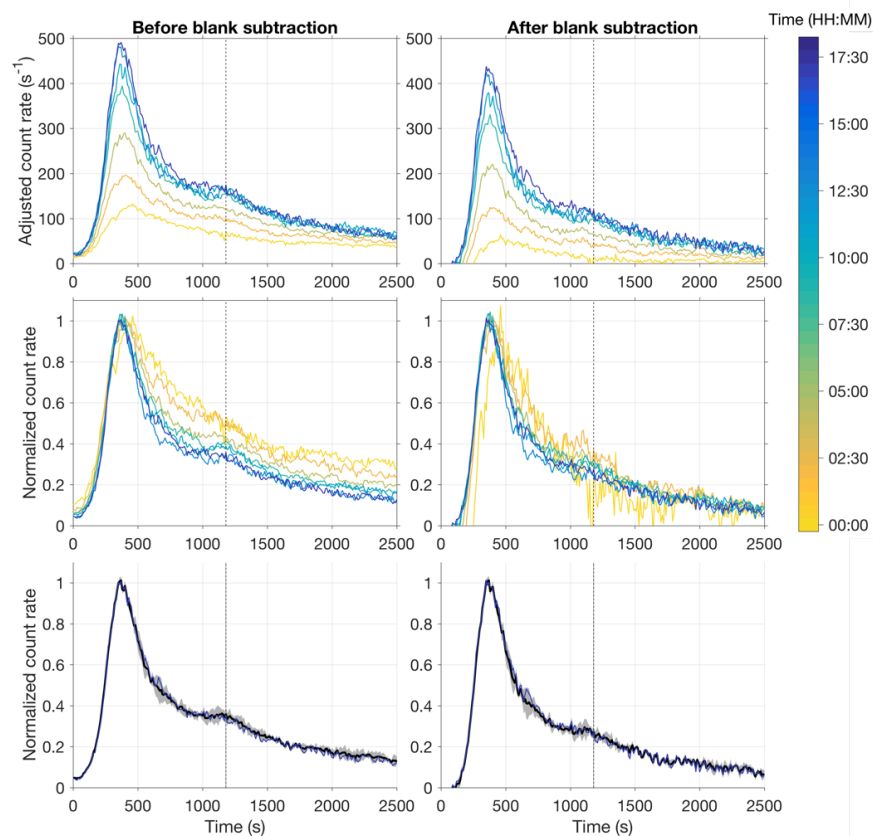 Before blank subtraction
After blank subtraction
Time (HH:MM)
Adjusted count rate (s⁻¹)
500
400
300
200
100
0
0 500 1000 1500 2000 2500
500
400
300
200
100
0
0 500 1000 1500 2000 2500
17:30
15:00
12:30
10:00
07:30
05:00
02:30
00:00
Normalized count rate
1
0.8
0.6
0.4
0.2
0
0 500 1000 1500 2000 2500
Normalized count rate
1
0.8
0.6
0.4
0.2
0
0 500 1000 1500 2000 2500
Normalized count rate
1
0.8
0.6
0.4
0.2
0
0 500 1000 1500 2000 2500
Time (s)
Normalized count rate
1
0.8
0.6
0.4
0.2
0
0 500 1000 1500 2000 2500
Time (s)